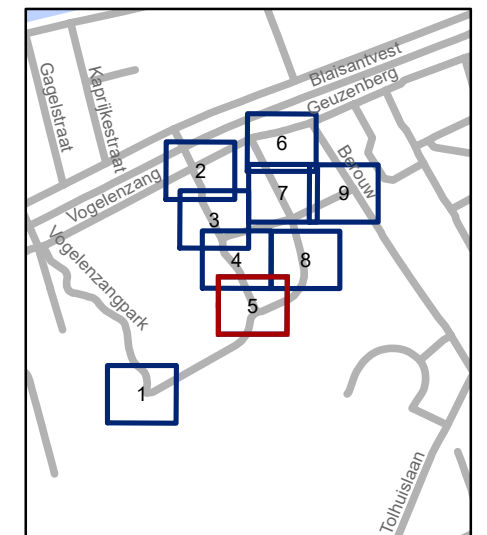 Blaisantvest
Geuzenberg
Gagelstraat
Kaprijkestraat
6
Berouw
2
7
9
Vogelenzang
3
Vogelenzangpark
4
8
5
1
Tolhuislaan